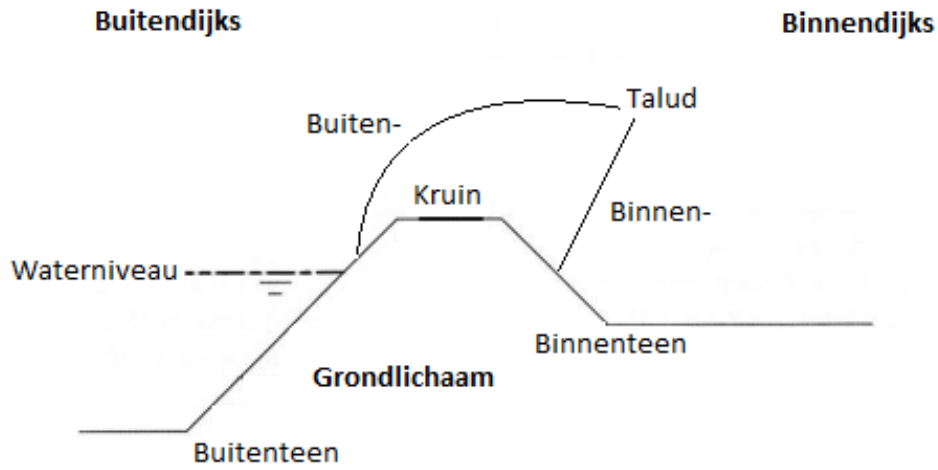 Buitendijks
Binnendijks
Talud
Buiten-
Kruin
Binnen-
Waterniveau
Binnenteen
Grondlichaam
Buitenteen